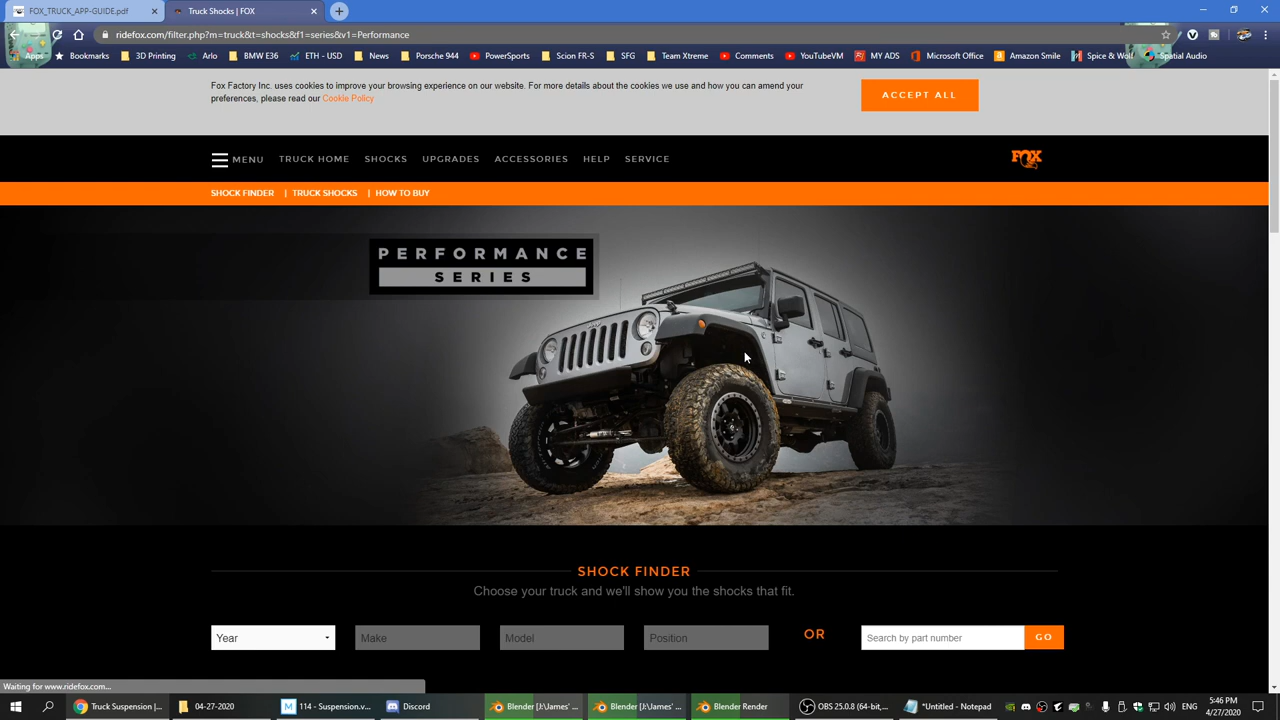 FOX_TRUCK_APP-GUIDE.pdf
Truck Shocks | FOX
ridefox.com/filter.php?m=truck&t=shocks&f1=series&v1=Performance
Apps Bookmarks 3D Printing Arlo BMW E36 ETH - USD News Porsche 944 PowerSports Scion FR-S SFG Team Xtreme Comments YouTubeVM MY ADS Microsoft Office Amazon Smile Spice & Wolf Spatial Audio
Fox Factory Inc. uses cookies to improve your browsing experience on our website. For more details about the cookies we use and how you can amend your
preferences, please read our Cookie Policy
ACCEPT ALL
MENU TRUCK HOME SHOCKS UPGRADES ACCESSORIES HELP SERVICE
FOX
SHOCK FINDER | TRUCK SHOCKS | HOW TO BUY
PERFORMANCE
SERIES
SHOCK FINDER
Choose your truck and we'll show you the shocks that fit.
Year Make Model Position OR Search by part number GO
Waiting for www.ridefox.com...
Truck Suspension |... 04-27-2020 114 - Suspension.v... Discord Blender [J:\James' ... Blender [J:\James' ... Blender Render OBS 25.0.8 (64-bit,... *Untitled - Notepad
5:46 PM
4/27/2020